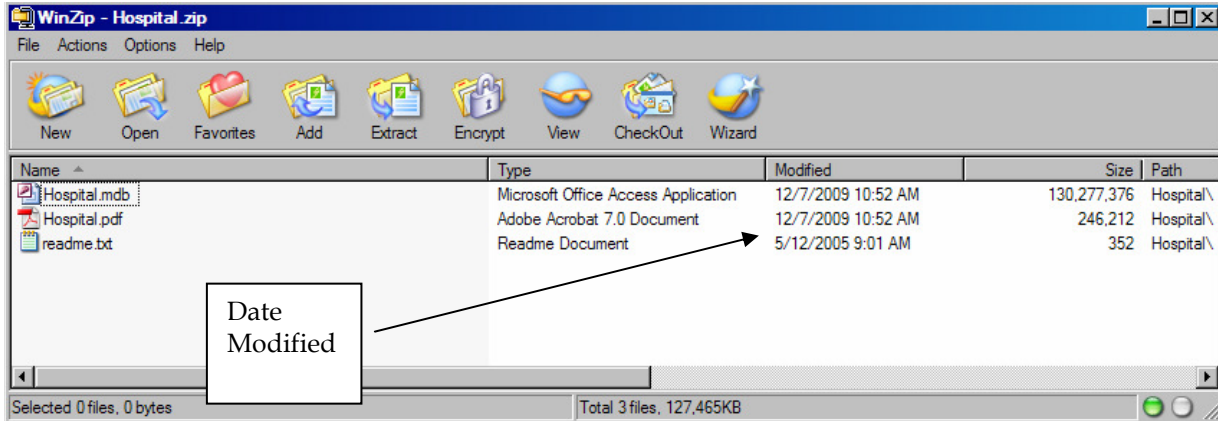 WinZip - Hospital.zip
File Actions Options Help
New Open Favorites Add Extract Encrypt View CheckOut Wizard
Name Type Modified Size Path
Hospital.mdb Microsoft Office Access Application 12/7/2009 10:52 AM 130,277,376 Hospital\
Hospital.pdf Adobe Acrobat 7.0 Document 12/7/2009 10:52 AM 246,212 Hospital\
readme.txt Readme Document 5/12/2005 9:01 AM 352 Hospital\
Date
Modified
Selected 0 files, 0 bytes Total 3 files, 127,465KB